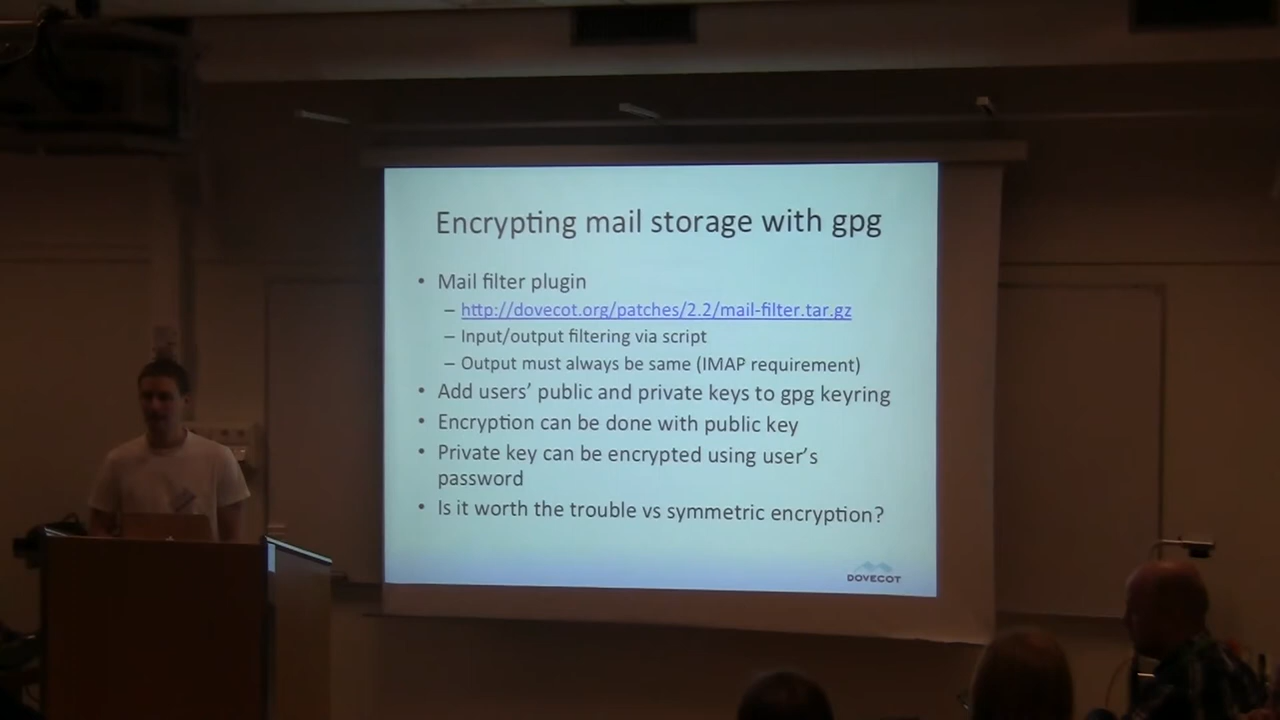 Encrypting mail storage with gpg
• Mail filter plugin
– http://dovecot.org/patches/2.2/mail-filter.tar.gz
– Input/output filtering via script
– Output must always be same (IMAP requirement)
• Add users’ public and private keys to gpg keyring
• Encryption can be done with public key
• Private key can be encrypted using user’s
password
• Is it worth the trouble vs symmetric encryption?
DOVECOT